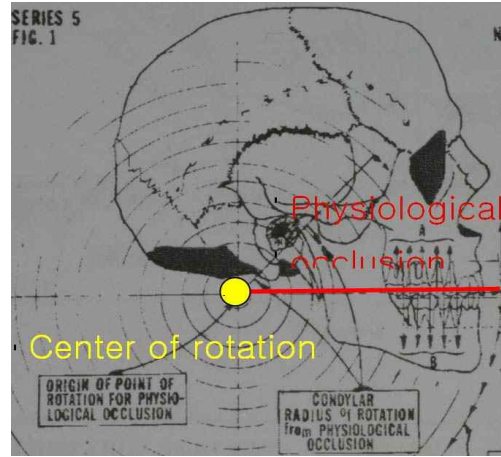 SERIES 5
FIG. 1
N
Physiological
occlusion
A
Center of rotation
B
ORIGIN OF POINT OF
ROTATION FOR PHYSIO-
LOGICAL OCCLUSION
CONDYLAR
RADIUS of ROTATION
from PHYSIOLOGICAL
OCCLUSION